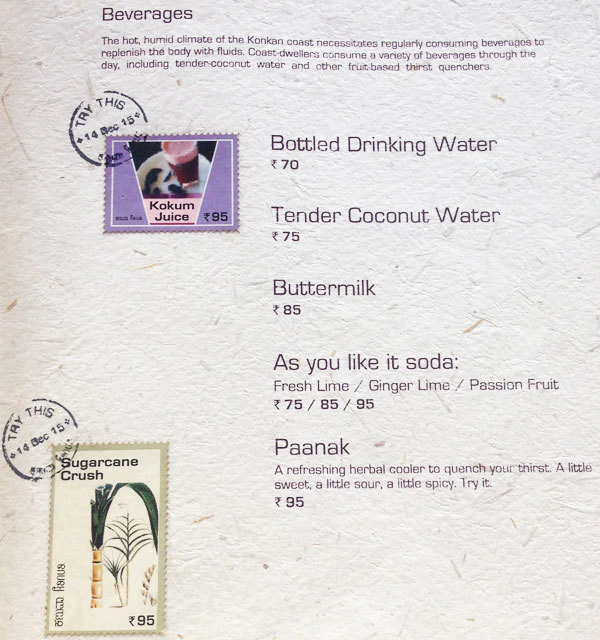 Beverages
The hot, humid climate of the Konkan coast necessitates regularly consuming beverages to
replenish the body with fluids. Coast-dwellers consume a variety of beverages through the
day, including tender-coconut water and other fruit-based thirst quenchers.
TRY THIS
14 Dec 15
Kokum
Juice
₹95
Bottled Drinking Water
₹ 70
Tender Coconut Water
₹ 75
Buttermilk
₹ 85
As you like it soda:
Fresh Lime / Ginger Lime / Passion Fruit
₹ 75 / 85 / 95
Paanak
A refreshing herbal cooler to quench your thirst. A little
sweet, a little sour, a little spicy. Try it.
₹ 95
TRY THIS
14 Dec 15
Sugarcane
Crush
₹95